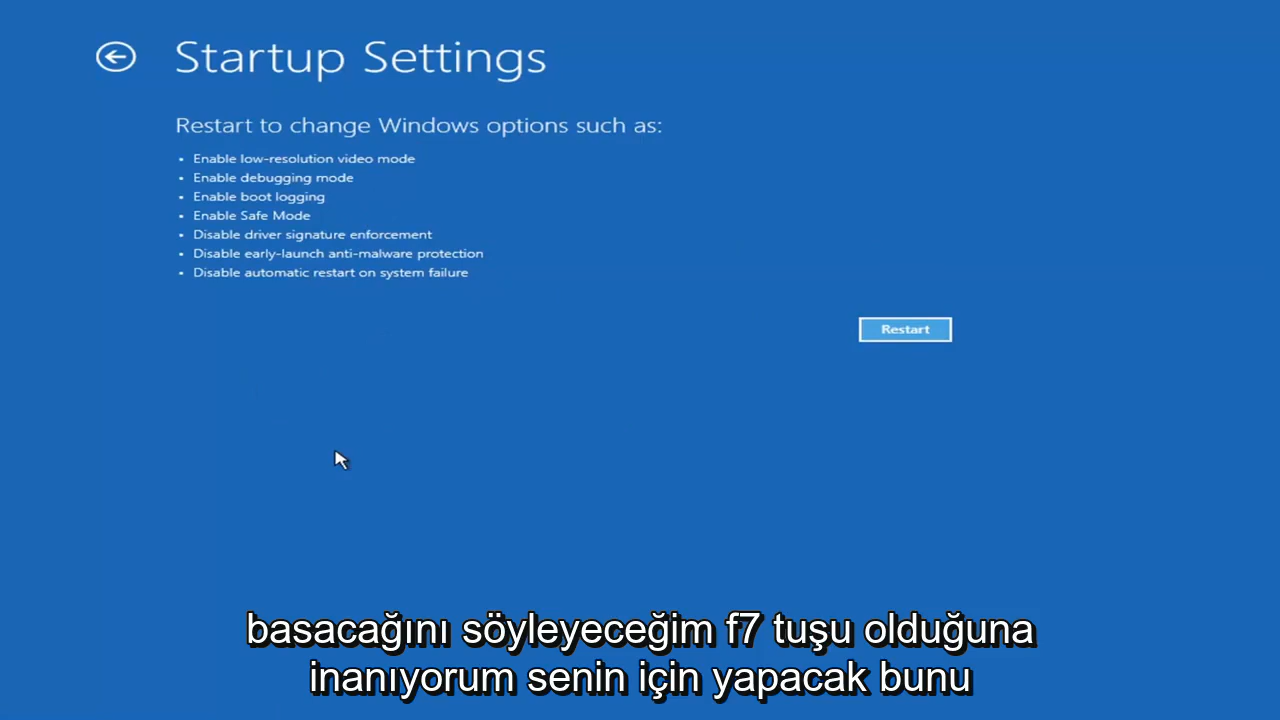 Startup Settings
Restart to change Windows options such as:
• Enable low-resolution video mode
• Enable debugging mode
• Enable boot logging
• Enable Safe Mode
• Disable driver signature enforcement
• Disable early-launch anti-malware protection
• Disable automatic restart on system failure
Restart
basacağını söyleyeceğim f7 tuşu olduğuna
inanıyorum senin için yapacak bunu